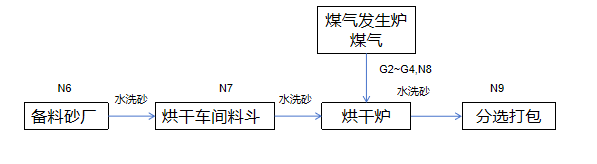 煤气发生炉
煤气
G2~G4,N8
N6
N7
N9
水洗砂
水洗砂
水洗砂
备料砂厂
烘干车间料斗
烘干炉
分选打包